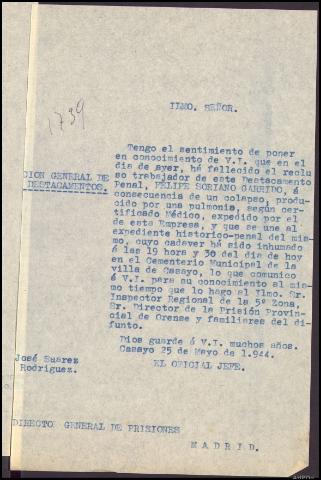 1739
ILMO. SEÑOR.
Tengo el sentimiento de poner
en conocimiento de V.I. que en el
dia de ayer, ha fallecido el reclu
so trabajador de este Destacamento
Penal, FELIPE SORIANO GARRIDO, á
consecuencia de un colapso, produ-
cido por una pulmonia, según cer-
tificado Médico, expedido por el
de esta Empresa, y que se une al
expediente historico-penal del mis-
mo, cuyo cadaver há sido inhumado
á las 19 horas y 30 del dia de hoy
en el Cementerio Municipal de la
villa de Casayo, lo que comunico
á V.I. para su conocimiento al mis-
mo tiempo que lo hago al Ilmo. Sr.
Inspector Regional de la 5ª Zona,
Sr. Director de la Prisión Provin-
cial de Orense y familiares del di-
funto.
CION GENERAL DE
DESTACAMENTOS.
Dios guarde á V.I. muchos años.
Casayo 25 de Mayo de 1.944.
EL OFICIAL JEFE.
José Suarez
Rodriguez.
DIRECTO GENERAL DE PRISIONES
M A D R I D.